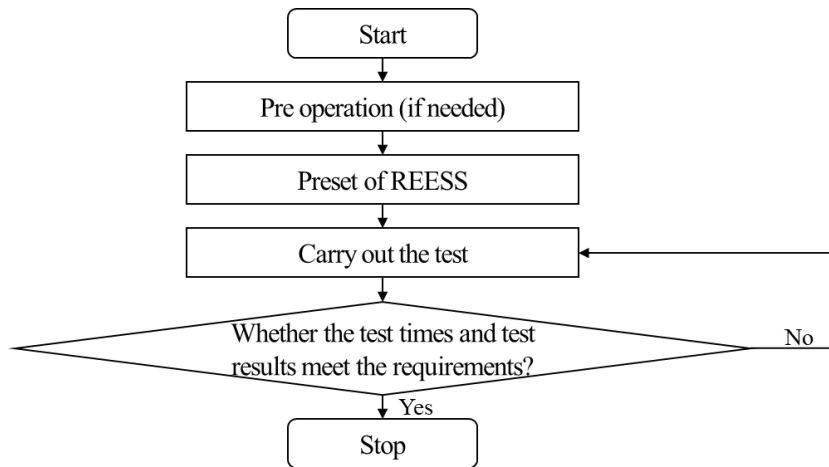 Start
Pre operation (if needed)
Preset of REESS
Carry out the test
Whether the test times and test
results meet the requirements?
No
Yes
Stop